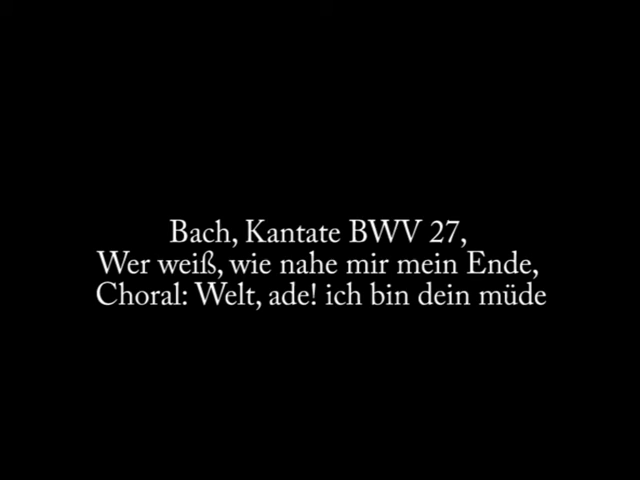 Bach, Kantate BWV 27,
Wer weiß, wie nahe mir mein Ende,
Choral: Welt, ade! ich bin dein müde